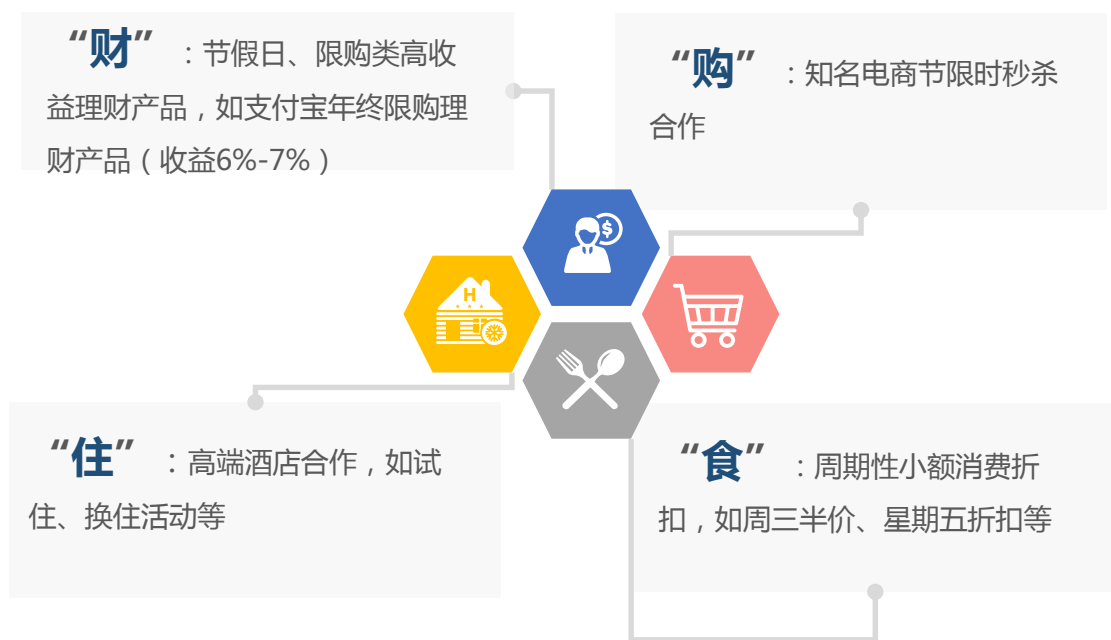 “财” ：节假日、限购类高收
益理财产品，如支付宝年终限购理
财产品（收益6%-7%）
“购” ：知名电商节限时秒杀
合作
$
H
“住” ：高端酒店合作，如试
住、换住活动等
“食” ：周期性小额消费折
扣，如周三半价、星期五折扣等